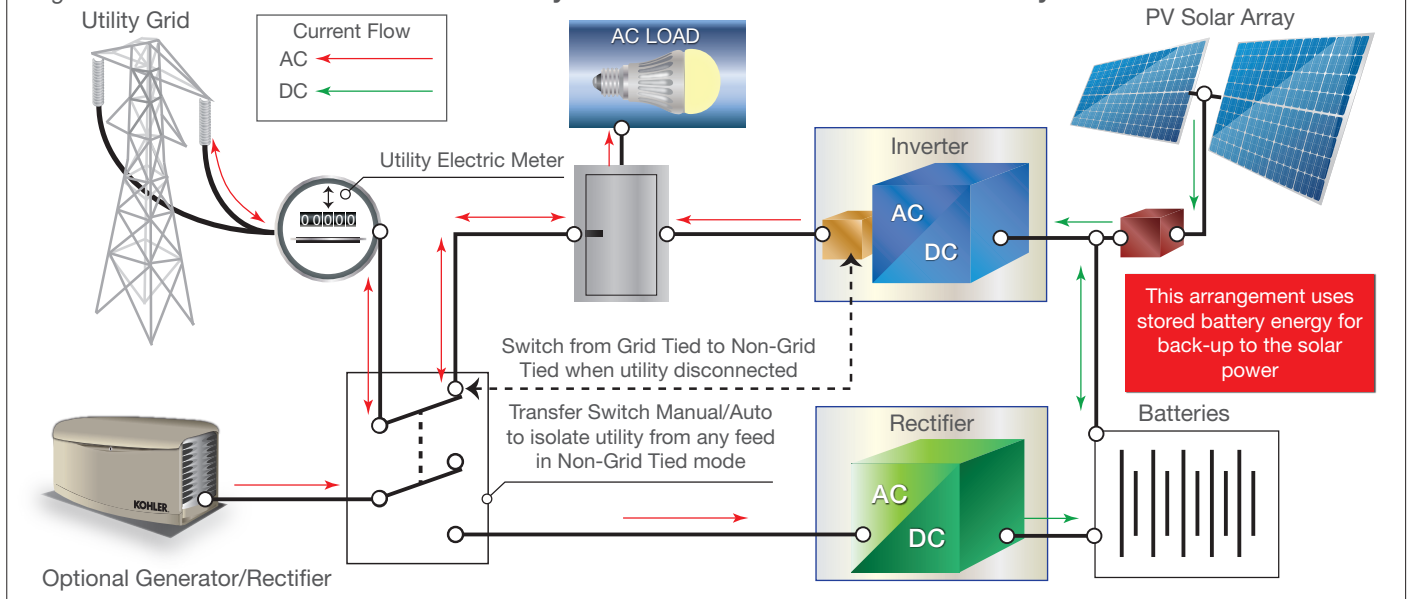 Utility Grid
Current Flow
AC
DC
AC LOAD
PV Solar Array
Utility Electric Meter
00000
Inverter
AC
DC
This arrangement uses
stored battery energy for
back-up to the solar
power
Switch from Grid Tied to Non-Grid
Tied when utility disconnected
Transfer Switch Manual/Auto
to isolate utility from any feed
in Non-Grid Tied mode
Rectifier
AC
DC
Batteries
KOHLER
Optional Generator/Rectifier